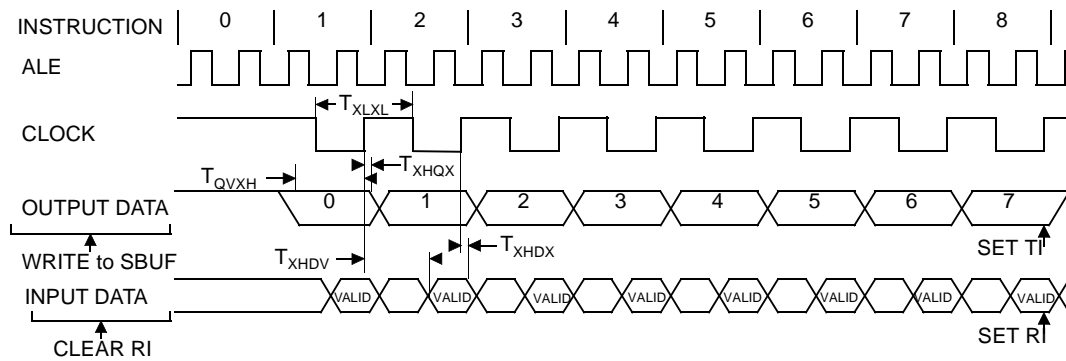 INSTRUCTION 0 1 2 3 4 5 6 7 8
ALE
TXLXL
CLOCK
TXHQX
TQVXH
OUTPUT DATA 0 1 2 3 4 5 6 7
TXHDX
SET TI
WRITE to SBUF
TXHDV
INPUT DATA VALID VALID VALID VALID VALID VALID VALID VALID
SET RI
CLEAR RI